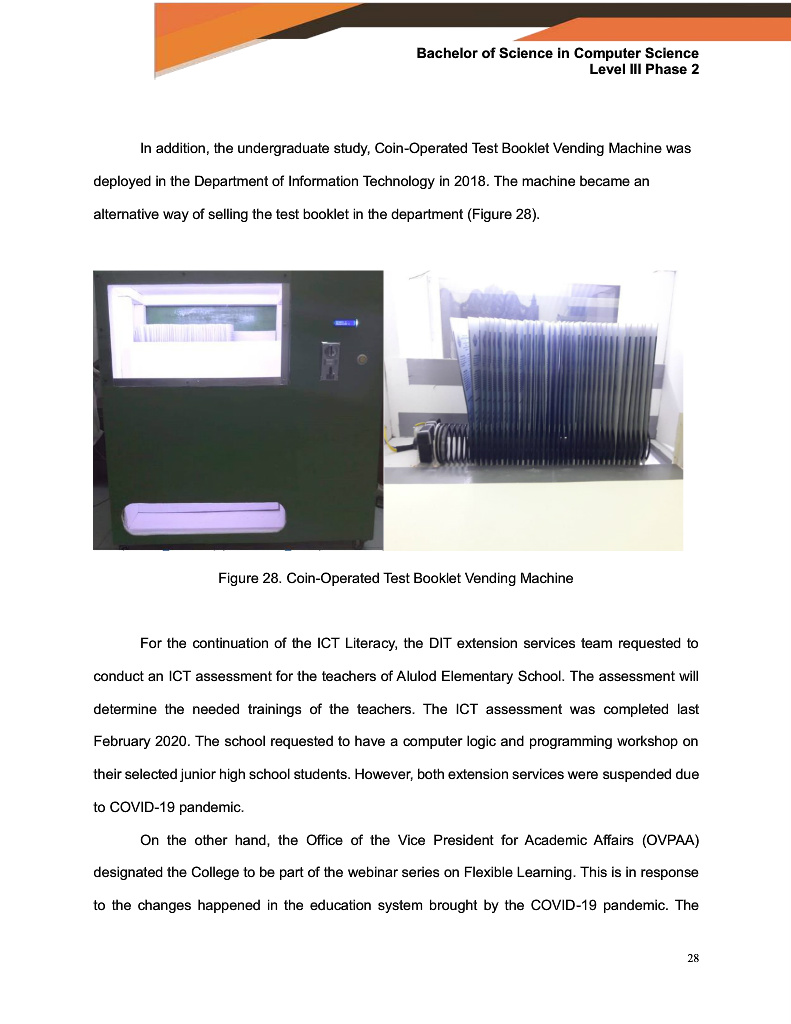 Bachelor of Science in Computer Science
Level III Phase 2
In addition, the undergraduate study, Coin-Operated Test Booklet Vending Machine was
deployed in the Department of Information Technology in 2018. The machine became an
alternative way of selling the test booklet in the department (Figure 28).
Figure 28. Coin-Operated Test Booklet Vending Machine
For the continuation of the ICT Literacy, the DIT extension services team requested to
conduct an ICT assessment for the teachers of Alulod Elementary School. The assessment will
determine the needed trainings of the teachers. The ICT assessment was completed last
February 2020. The school requested to have a computer logic and programming workshop on
their selected junior high school students. However, both extension services were suspended due
to COVID-19 pandemic.
On the other hand, the Office of the Vice President for Academic Affairs (OVPAA)
designated the College to be part of the webinar series on Flexible Learning. This is in response
to the changes happened in the education system brought by the COVID-19 pandemic. The
28